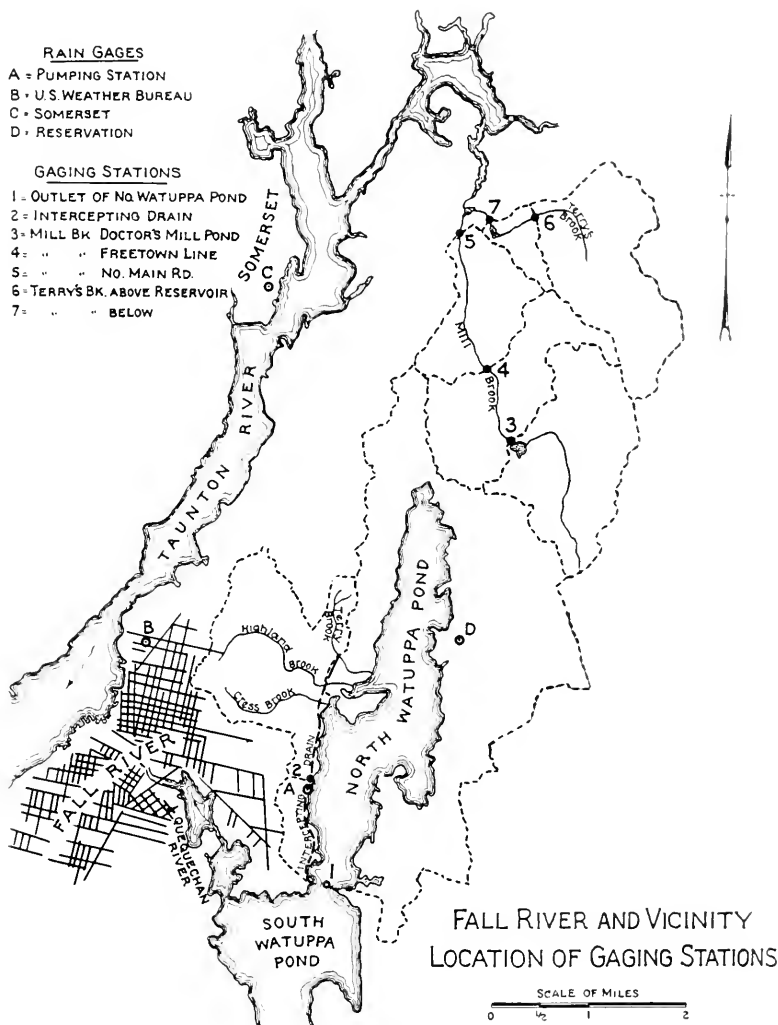 RAIN GAGES
A = PUMPING STATION
B = U.S. WEATHER BUREAU
C = SOMERSET
D = RESERVATION
GAGING STATIONS
1 = OUTLET OF NO. WATUPPA POND
2 = INTERCEPTING DRAIN
3 = MILL BK DOCTOR'S MILL POND
4 = " " FREETOWN LINE
5 = " " NO. MAIN RD.
6 = TERRY'S BK. ABOVE RESERVOIR
7 = " " BELOW
SOMERSET
C
TAUNTON RIVER
7
6
Terry's
Brook
5
Mill
Brook
4
3
B
D
Terry
Brook
Highland
Brook
Cress Brook
NORTH WATUPPA POND
FALL RIVER
QUEQUECHAN
RIVER
2
A
INTERCEPTING DRAIN
1
SOUTH
WATUPPA
POND
FALL RIVER AND VICINITY
LOCATION OF GAGING STATIONS
SCALE OF MILES
0 1/2 1 2